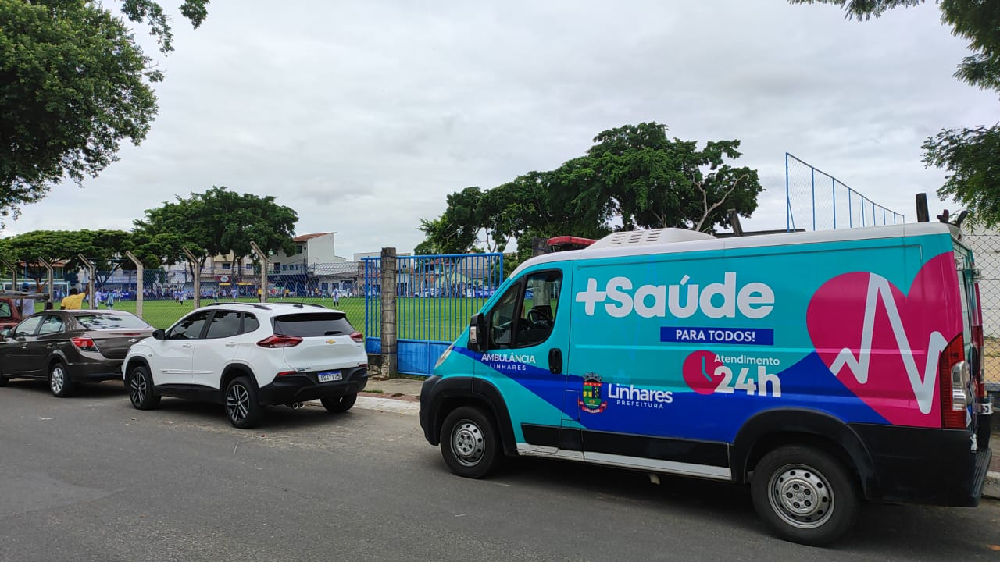 +Saúde
PARA TODOS!
AMBULÂNCIA
LINHARES
Atendimento
24h
Linhares
PREFEITURA